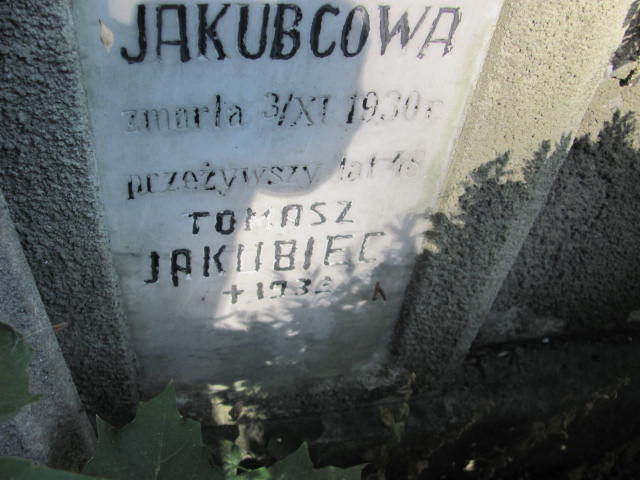 JAKUBCOWA
zmarła 3/XI 1930 r
przeżywszy lat 48
TOMASZ
JAKUBIEC